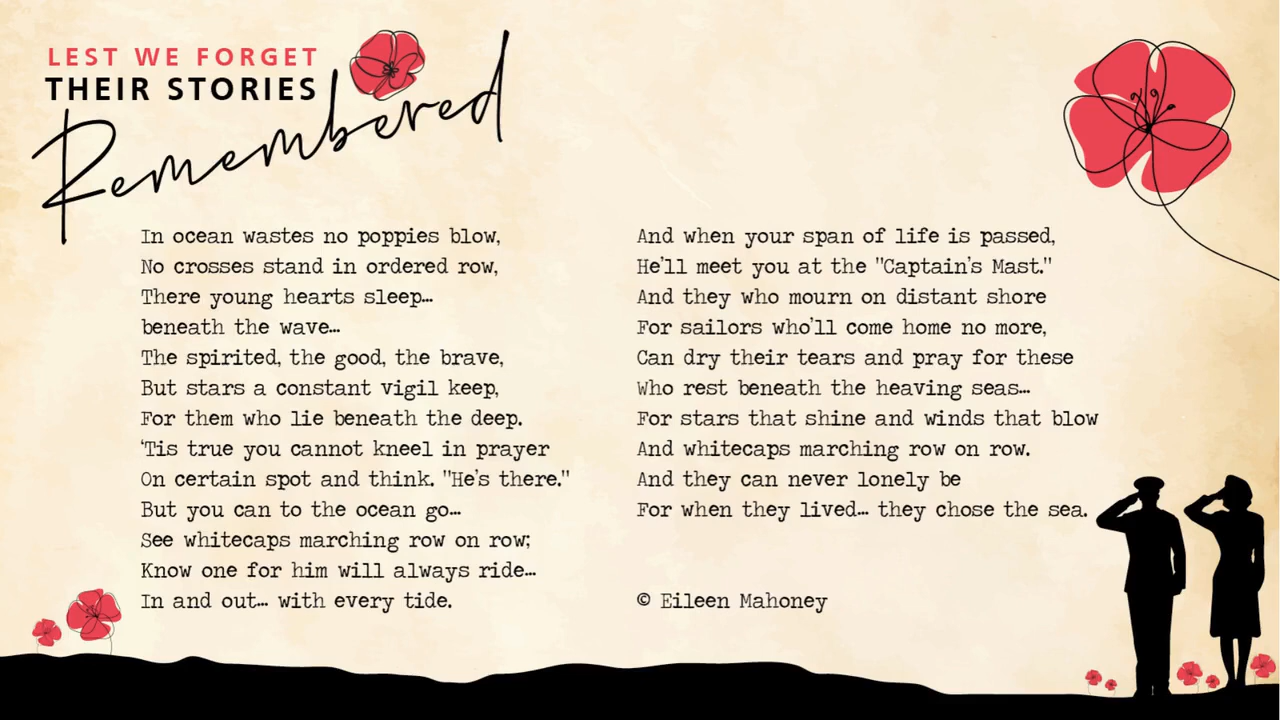 LEST WE FORGET
THEIR STORIES
Remembered
In ocean wastes no poppies blow,
No crosses stand in ordered row,
There young hearts sleep…
beneath the wave…
The spirited, the good, the brave,
But stars a constant vigil keep,
For them who lie beneath the deep.
‘Tis true you cannot kneel in prayer
On certain spot and think. "He's there."
But you can to the ocean go…
See whitecaps marching row on row;
Know one for him will always ride…
In and out… with every tide.
And when your span of life is passed,
He'll meet you at the "Captain's Mast."
And they who mourn on distant shore
For sailors who'll come home no more,
Can dry their tears and pray for these
Who rest beneath the heaving seas…
For stars that shine and winds that blow
And whitecaps marching row on row.
And they can never lonely be
For when they lived… they chose the sea.
© Eileen Mahoney